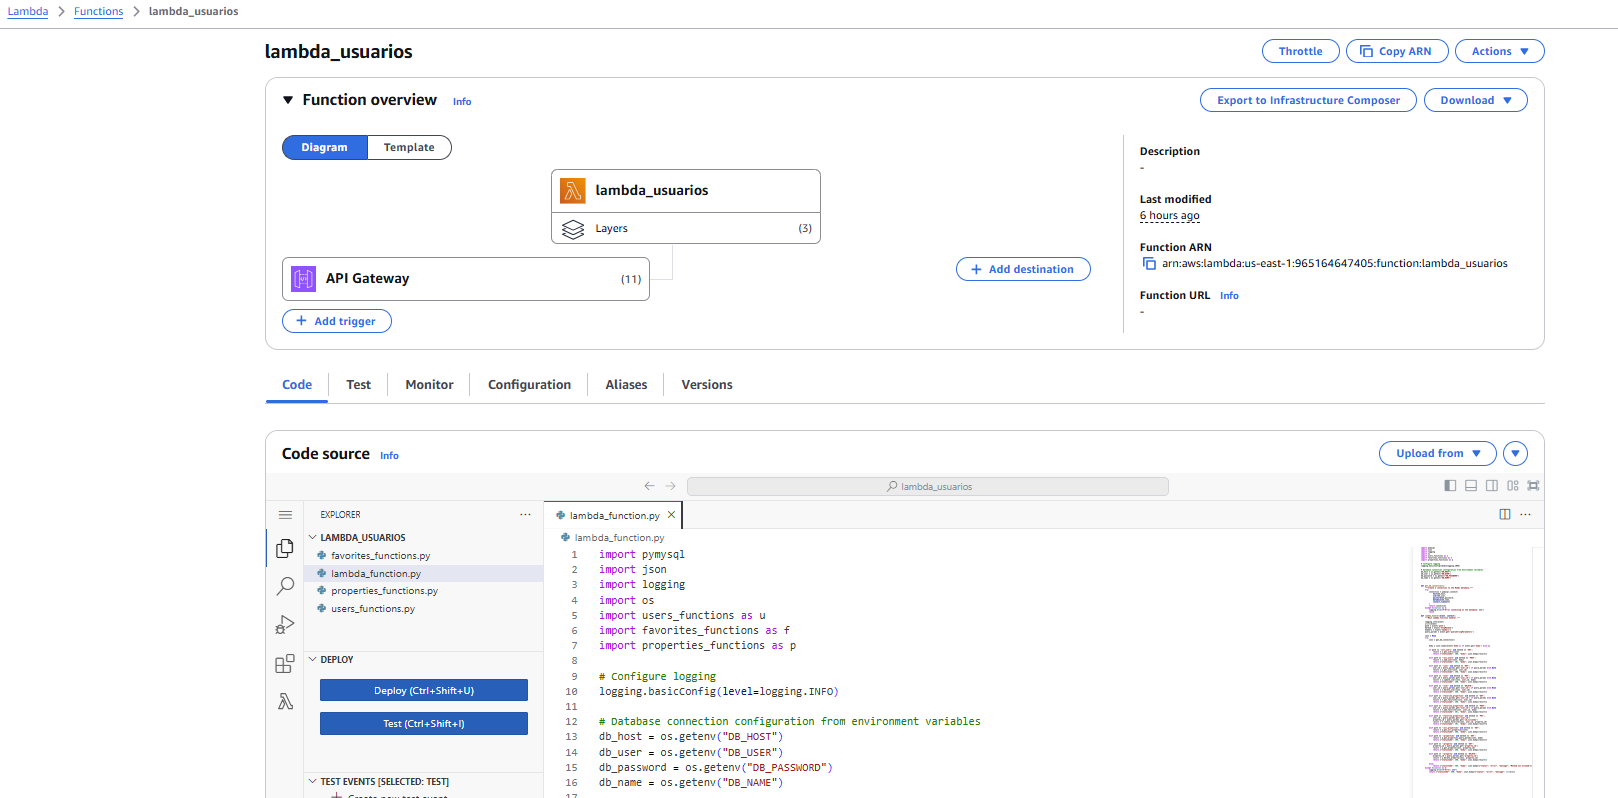 Lambda > Functions > lambda_usuarios
lambda_usuarios
Throttle
Copy ARN
Actions
Function overview Info
Export to Infrastructure Composer
Download
Diagram
Template
lambda_usuarios
Layers (3)
API Gateway (11)
+ Add trigger
+ Add destination
Description
-
Last modified
6 hours ago
Function ARN
arn:aws:lambda:us-east-1:965164647405:function:lambda_usuarios
Function URL Info
-
Code
Test
Monitor
Configuration
Aliases
Versions
Code source Info
Upload from
lambda_usuarios
EXPLORER
LAMBDA_USUARIOS
favorites_functions.py
lambda_function.py
properties_functions.py
users_functions.py
DEPLOY
Deploy (Ctrl+Shift+U)
Test (Ctrl+Shift+I)
TEST EVENTS [SELECTED: TEST]
+ Create new test event
lambda_function.py
lambda_function.py
1 import pymysql
2 import json
3 import logging
4 import os
5 import users_functions as u
6 import favorites_functions as f
7 import properties_functions as p
8
9 # Configure logging
10 logging.basicConfig(level=logging.INFO)
11
12 # Database connection configuration from environment variables
13 db_host = os.getenv("DB_HOST")
14 db_user = os.getenv("DB_USER")
15 db_password = os.getenv("DB_PASSWORD")
16 db_name = os.getenv("DB_NAME")
17